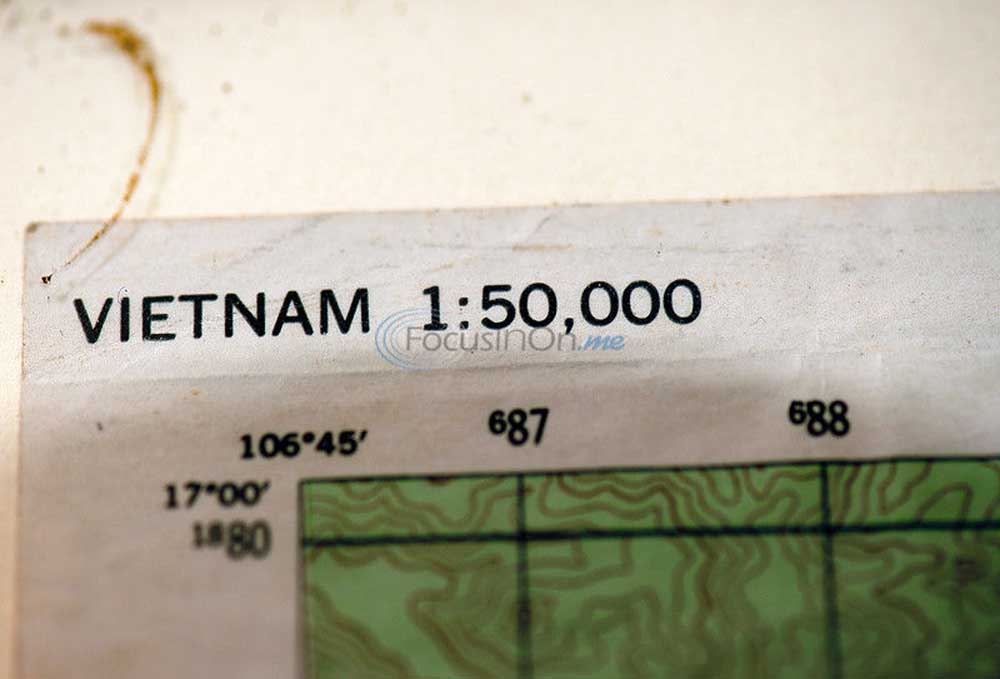 VIETNAM 1:50,000
FocusInOn.me
106°45′ 687 688
17°00′
1880